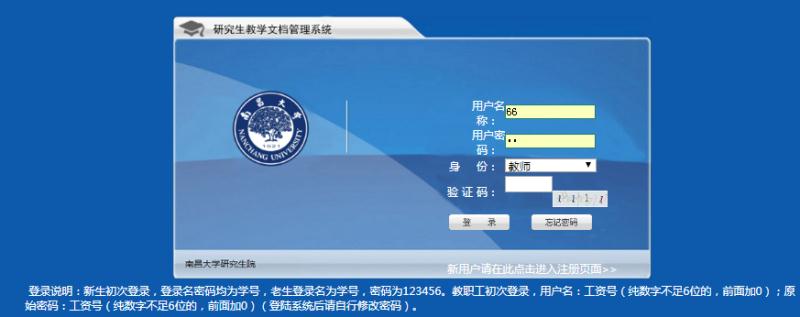 研究生教学文档管理系统
南昌大学
NANCHANG UNIVERSITY
1921
用户名
称：
66
用户密
码：
身 份：
教师
验证码：
登 录
忘记密码
南昌大学研究生院
新用户请在此点击进入注册页面>>
登录说明：新生初次登录，登录名密码均为学号，老生登录名为学号，密码为123456。教职工初次登录，用户名：工资号（纯数字不足6位的，前面加0）；原
始密码：工资号（纯数字不足6位的，前面加0）（登陆系统后请自行修改密码）。